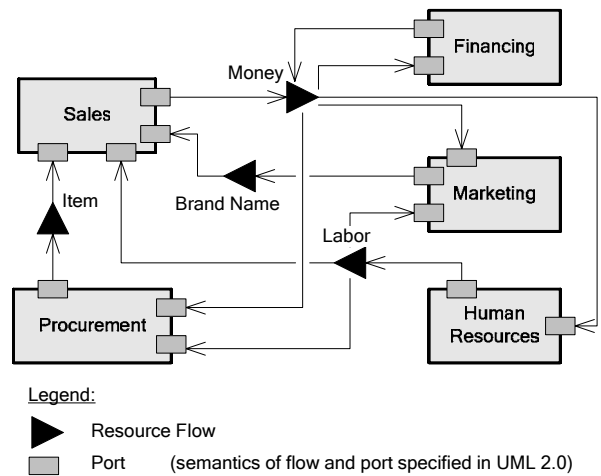 Financing
Money
Sales
Item
Brand Name
Marketing
Labor
Procurement
Human
Resources
Legend:
Resource Flow
Port (semantics of flow and port specified in UML 2.0)